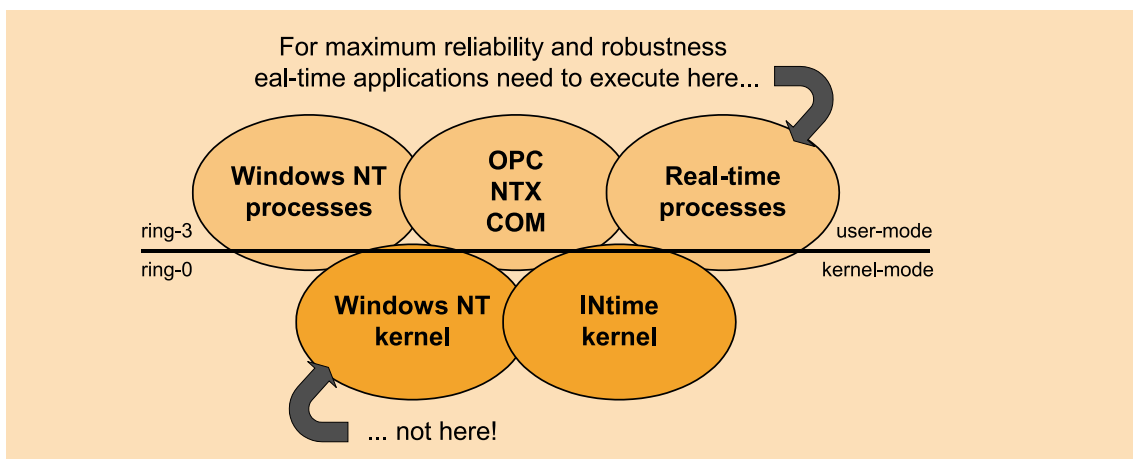 For maximum reliability and robustness
eal-time applications need to execute here...
Windows NT
processes
OPC
NTX
COM
Real-time
processes
ring-3
user-mode
ring-0
kernel-mode
Windows NT
kernel
INtime
kernel
... not here!